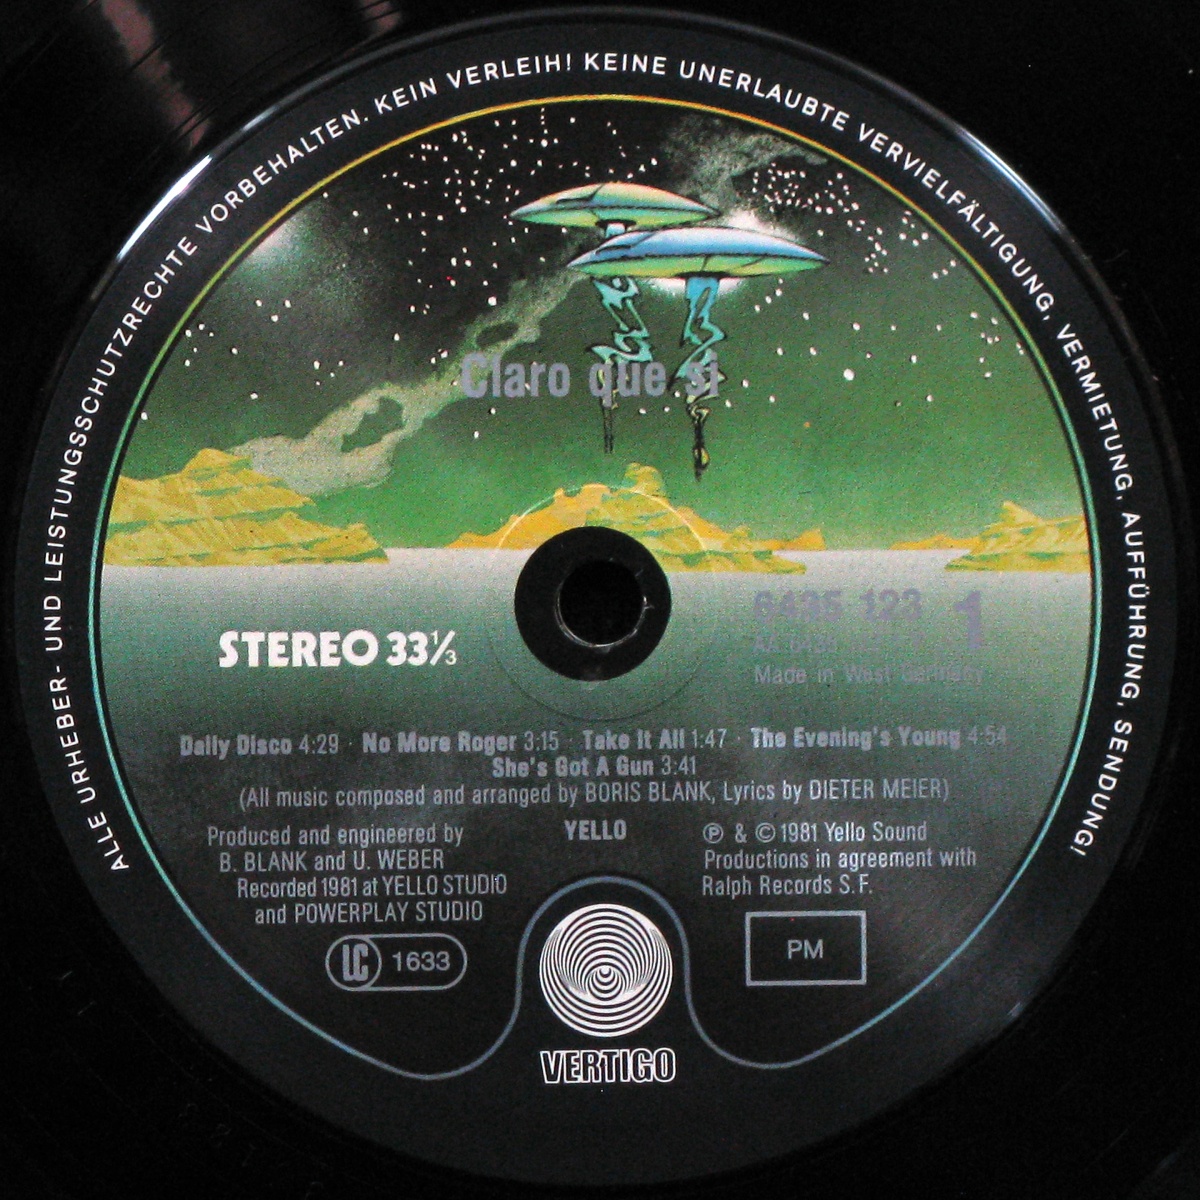 ALLE URHEBER- UND LEISTUNGSSCHUTZRECHTE VORBEHALTEN. KEIN VERLEIH! KEINE UNERLAUBTE VERVIELFÄLTIGUNG, VERMIETUNG, AUFFÜHRUNG, SENDUNG!
Claro que si
6435 123 1
STEREO 33⅓
Made in West Germany
Daily Disco 4:29 · No More Roger 3:15 · Take It All 1:47 · The Evening's Young 4:54
She's Got A Gun 3:41
(All music composed and arranged by BORIS BLANK, Lyrics by DIETER MEIER)
Produced and engineered by
B. BLANK and U. WEBER
Recorded 1981 at YELLO STUDIO
and POWERPLAY STUDIO
YELLO
℗ & © 1981 Yello Sound
Productions in agreement with
Ralph Records S.F.
LC 1633
PM
VERTIGO